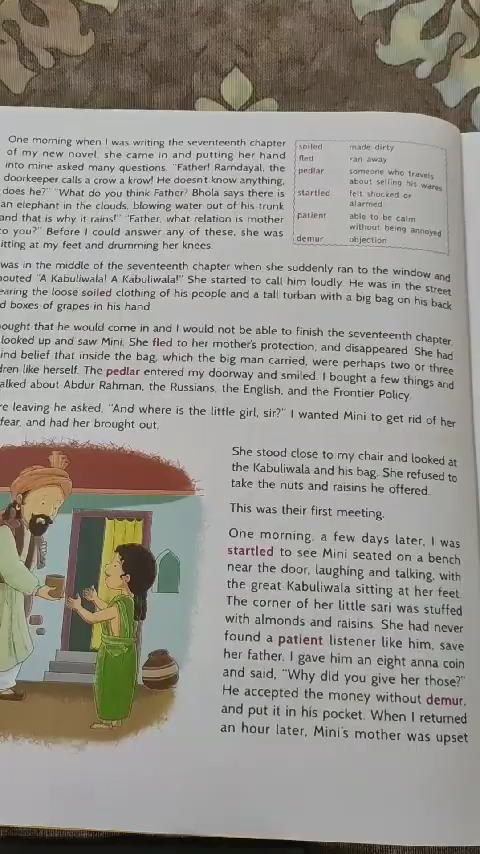 One morning when I was writing the seventeenth chapter
of my new novel, she came in and putting her hand
into mine asked many questions. "Father! Ramdayal, the
doorkeeper calls a crow a krow! He doesn't know anything,
does he?" "What do you think Father? Bhola says there is
an elephant in the clouds, blowing water out of his trunk
and that is why it rains!" "Father, what relation is mother
to you?" Before I could answer any of these, she was
itting at my feet and drumming her knees.
soiled made dirty
fled ran away
pedlar someone who travels
about selling his wares
startled felt shocked or
alarmed
patient able to be calm
without being annoyed
demur objection
was in the middle of the seventeenth chapter when she suddenly ran to the window and
outed "A Kabuliwala! A Kabuliwala!" She started to call him loudly. He was in the street
earing the loose soiled clothing of his people and a tall turban with a big bag on his back
d boxes of grapes in his hand.
ought that he would come in and I would not be able to finish the seventeenth chapter.
looked up and saw Mini. She fled to her mother's protection, and disappeared. She had
ind belief that inside the bag, which the big man carried, were perhaps two or three
dren like herself. The pedlar entered my doorway and smiled. I bought a few things and
alked about Abdur Rahman, the Russians, the English, and the Frontier Policy.
re leaving he asked, "And where is the little girl, sir?" I wanted Mini to get rid of her
fear, and had her brought out.
She stood close to my chair and looked at
the Kabuliwala and his bag. She refused to
take the nuts and raisins he offered.
This was their first meeting.
One morning, a few days later, I was
startled to see Mini seated on a bench
near the door, laughing and talking, with
the great Kabuliwala sitting at her feet.
The corner of her little sari was stuffed
with almonds and raisins. She had never
found a patient listener like him, save
her father. I gave him an eight anna coin
and said, "Why did you give her those?"
He accepted the money without demur,
and put it in his pocket. When I returned
an hour later, Mini's mother was upset